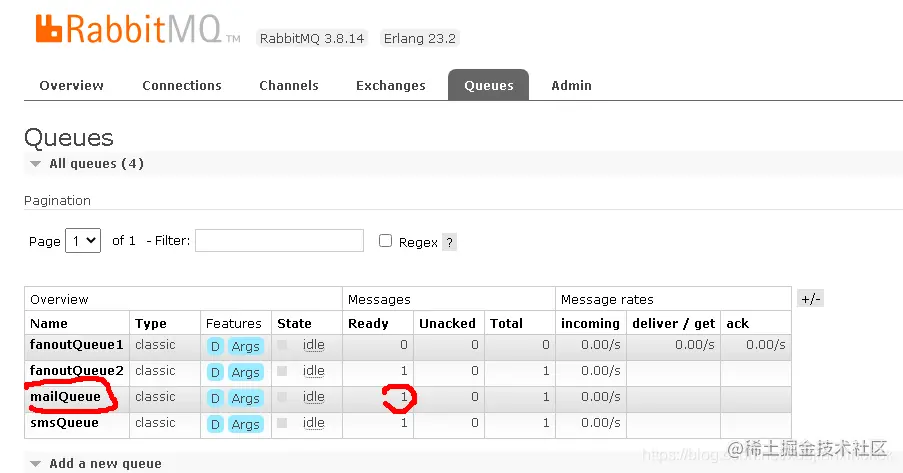 RabbitMQ TM RabbitMQ 3.8.14 Erlang 23.2
Overview Connections Channels Exchanges Queues Admin
Queues
All queues (4)
Pagination
Page 1 of 1 - Filter: Regex ?
Overview Messages Message rates +/-
Name Type Features State Ready Unacked Total incoming deliver / get ack
fanoutQueue1 classic D Args idle 0 0 0 0.00/s 0.00/s 0.00/s
fanoutQueue2 classic D Args idle 1 0 1 0.00/s
mailQueue classic D Args idle 1 0 1 0.00/s
smsQueue classic D Args idle 1 0 1 0.00/s
@稀土掘金技术社区
Add a new queue